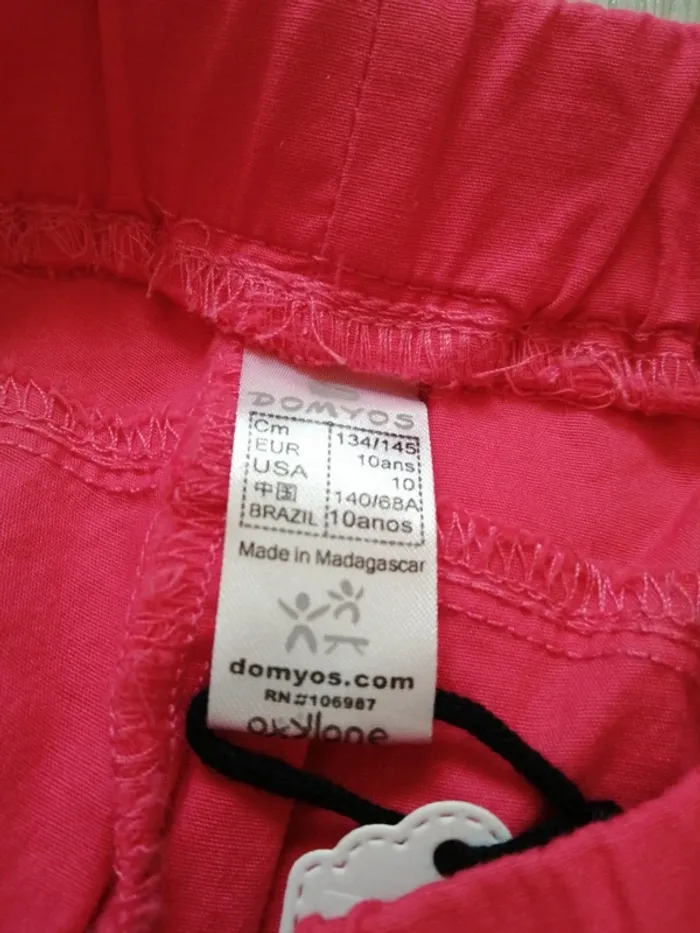 DOMYOS
Cm 134/145
EUR 10ans
USA 10
中国 140/68A
BRAZIL 10anos
Made in Madagascar
domyos.com
RN#106987
oxylane